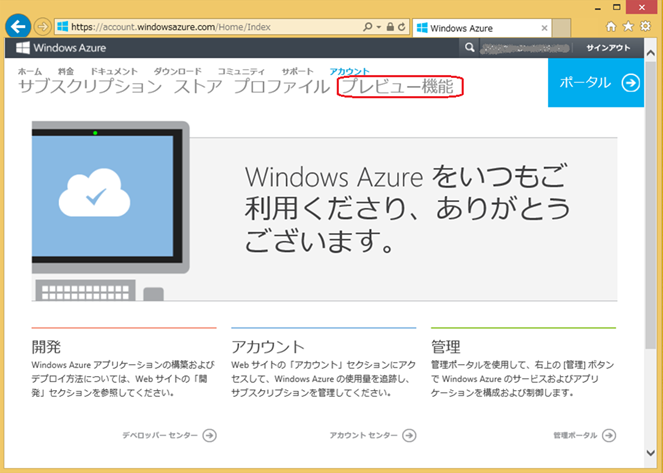 https://account.windowsazure.com/Home/Index
Windows Azure
Windows Azure
サインアウト
ホーム 料金 ドキュメント ダウンロード コミュニティ サポート アカウント
サブスクリプション ストア プロファイル プレビュー機能
ポータル
Windows Azure をいつもご
利用くださり、ありがとう
ございます。
開発
Windows Azure アプリケーションの構築および
デプロイ方法については、Web サイトの「開
発」セクションを参照してください。
デベロッパー センター
アカウント
Web サイトの「アカウント」セクションにアク
セスして、Windows Azure の使用量を追跡し、
サブスクリプションを管理してください。
アカウント センター
管理
管理ポータルを使用して、右上の [管理] ボタン
で Windows Azure のサービスおよびアプリ
ケーションを構成および制御します。
管理ポータル